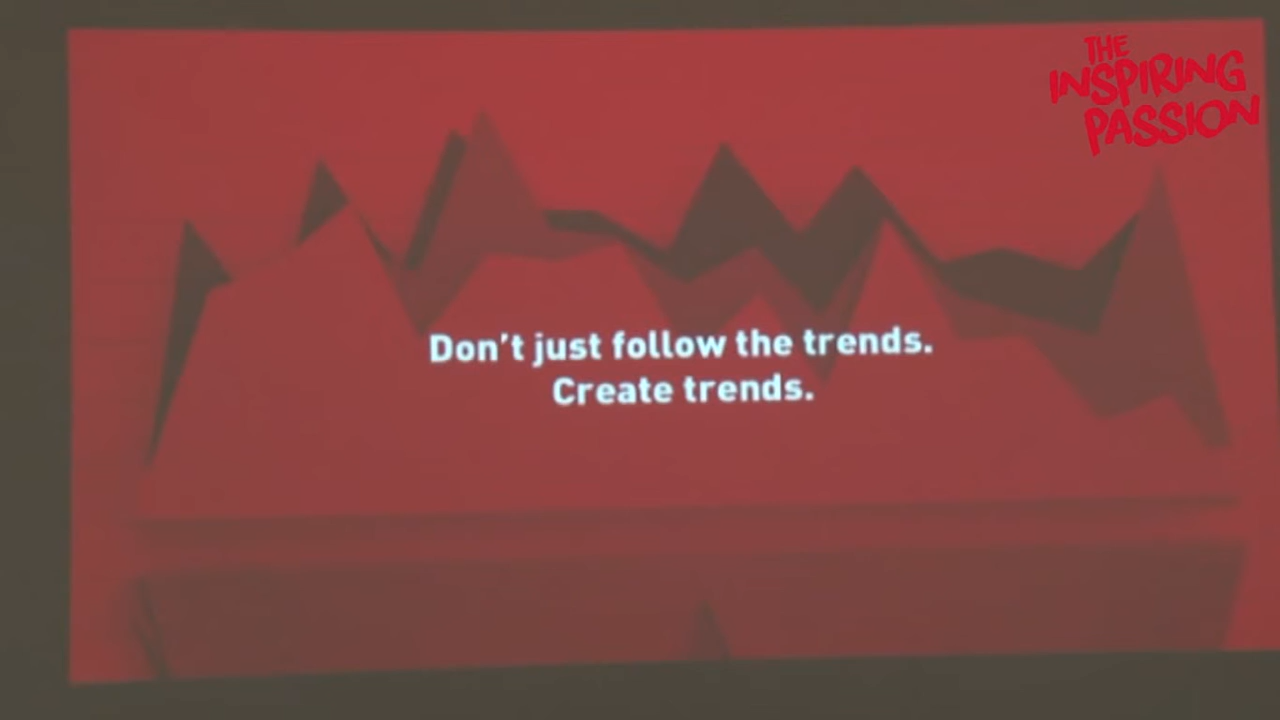 THE
INSPIRING
PASSION
Don't just follow the trends.
Create trends.